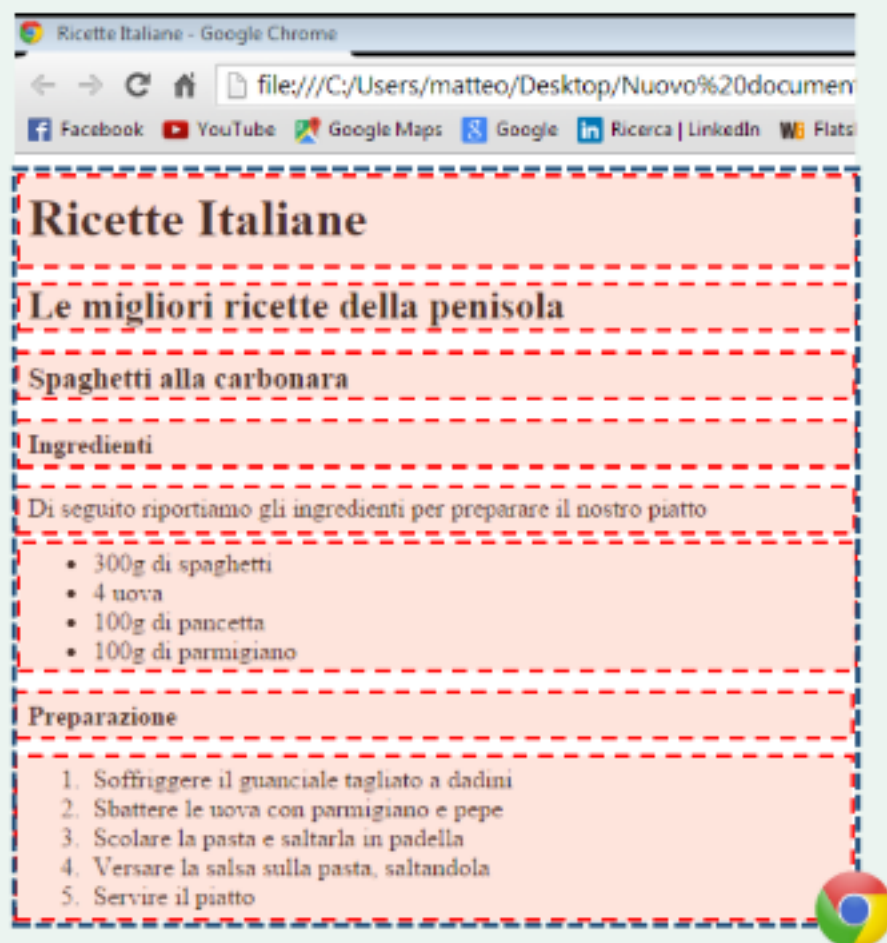 Ricette Italiane - Google Chrome
file:///C:/Users/matteo/Desktop/Nuovo%20documen
Facebook YouTube Google Maps Google Ricerca | LinkedIn Flats
Ricette Italiane
Le migliori ricette della penisola
Spaghetti alla carbonara
Ingredienti
Di seguito riportiamo gli ingredienti per preparare il nostro piatto
• 300g di spaghetti
• 4 uova
• 100g di pancetta
• 100g di parmigiano
Preparazione
1. Soffriggere il guanciale tagliato a dadini
2. Sbattere le uova con parmigiano e pepe
3. Scolare la pasta e saltarla in padella
4. Versare la salsa sulla pasta, saltandola
5. Servire il piatto